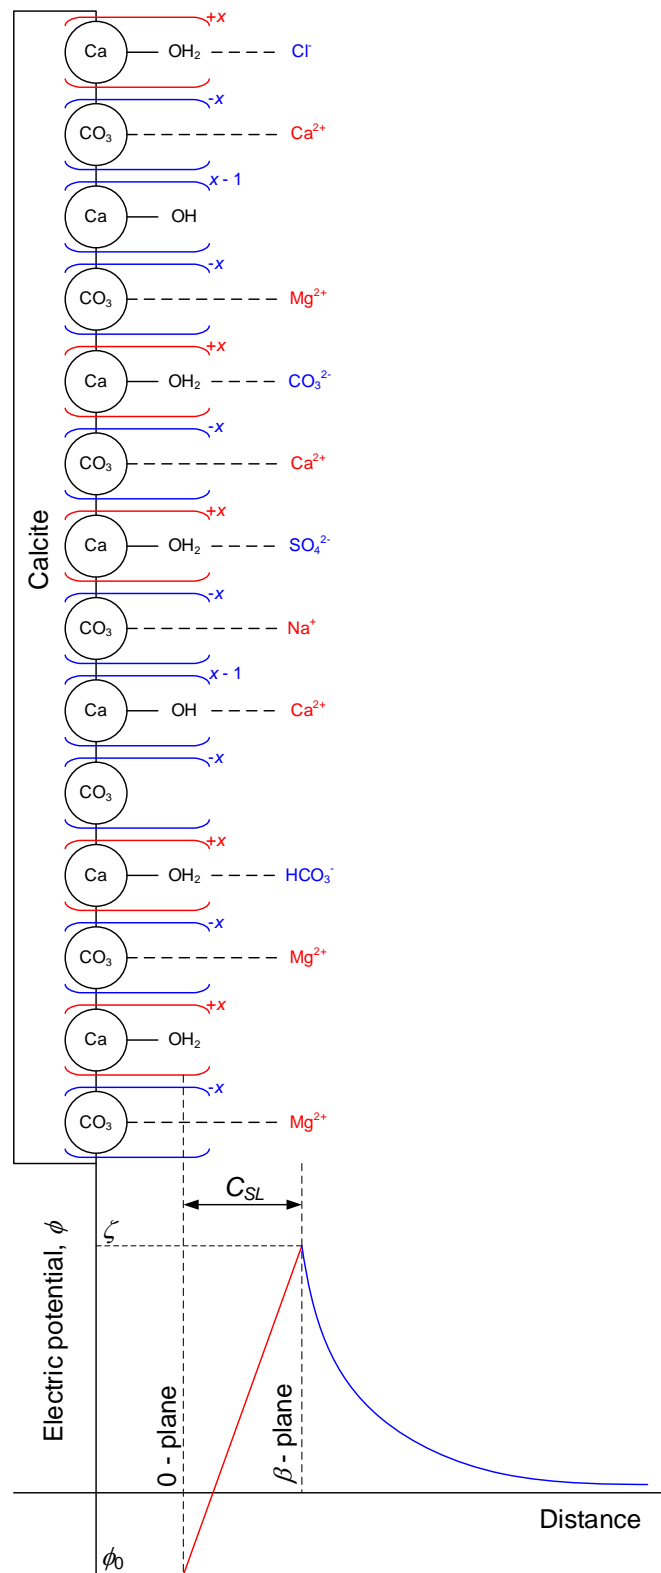 +x
Ca OH₂ Cl⁻
-x
CO₃ Ca²⁺
x - 1
Ca OH
-x
CO₃ Mg²⁺
+x
Ca OH₂ CO₃²⁻
-x
CO₃ Ca²⁺
+x
Ca OH₂ SO₄²⁻
-x
CO₃ Na⁺
x - 1
Ca OH Ca²⁺
-x
CO₃
+x
Ca OH₂ HCO₃⁻
-x
CO₃ Mg²⁺
+x
Ca OH₂
-x
CO₃ Mg²⁺
Calcite
C_SL
ζ
Electric potential, ϕ
0 - plane
β - plane
Distance
ϕ₀